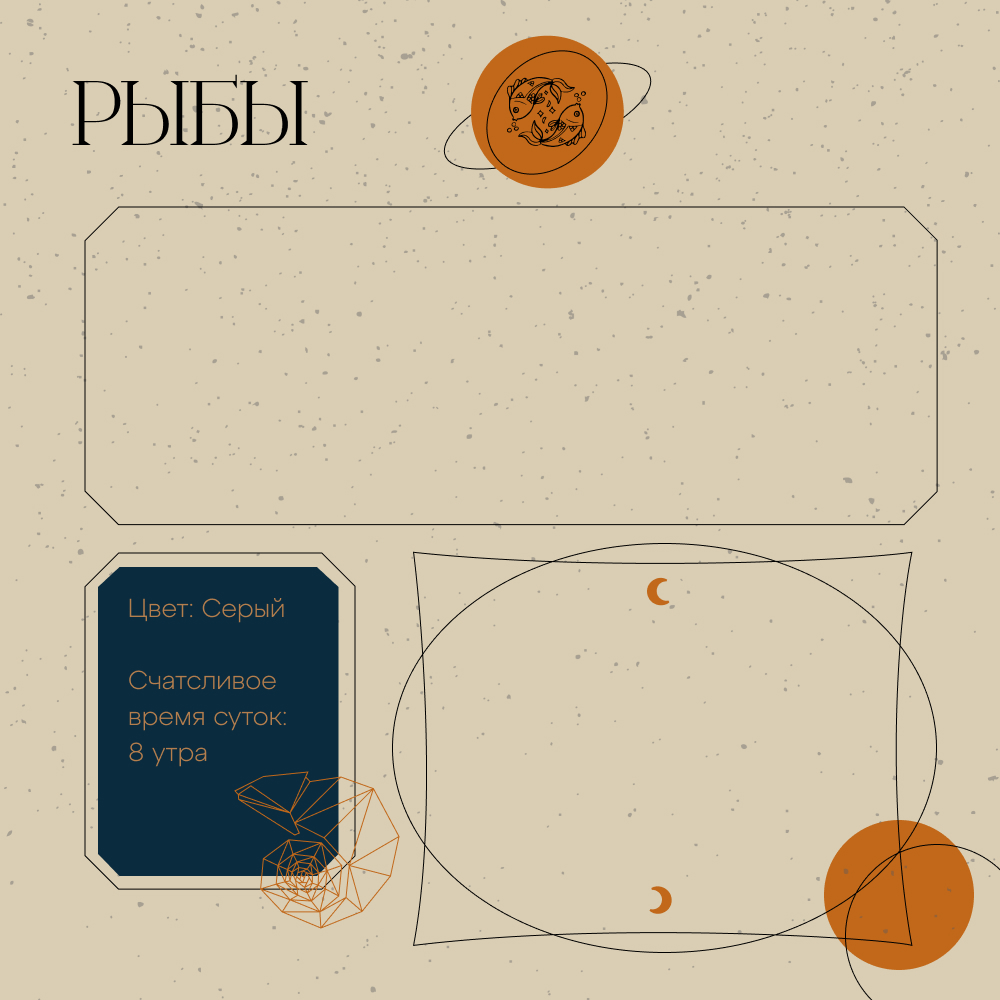 РЫБЫ
Цвет: Серый
Счатсливое
время суток:
8 утра